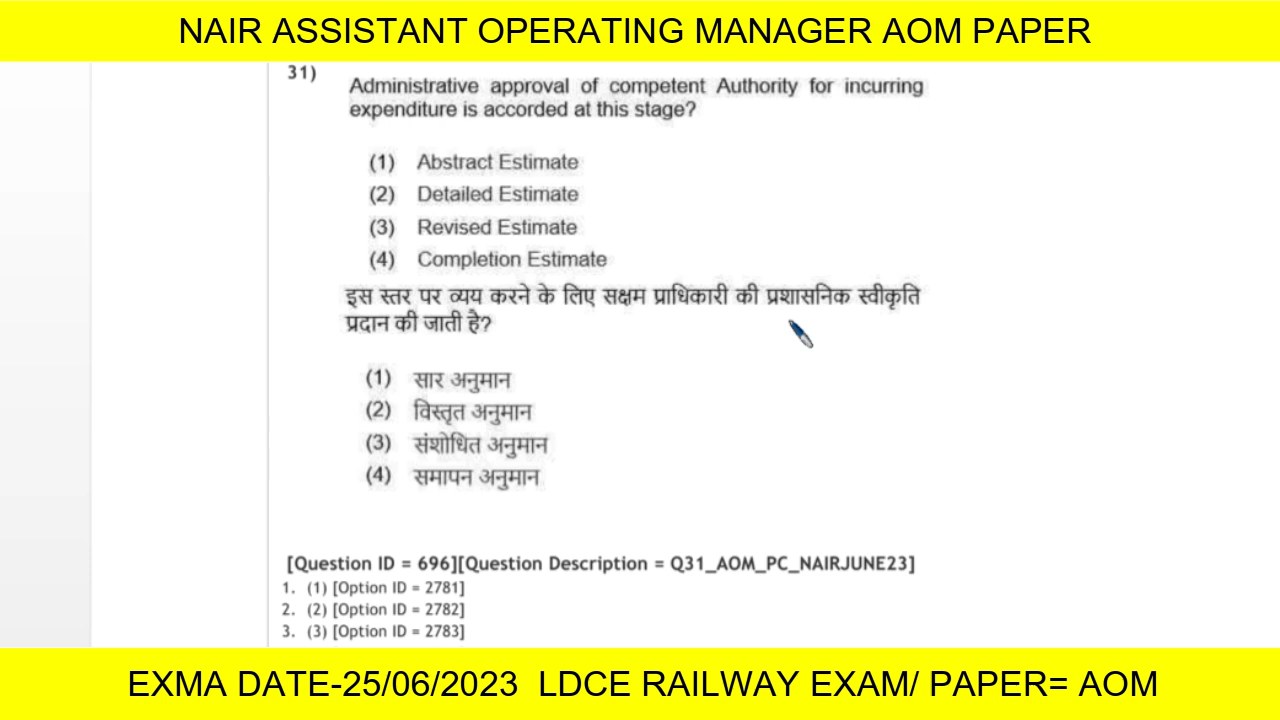 NAIR ASSISTANT OPERATING MANAGER AOM PAPER
31)
Administrative approval of competent Authority for incurring
expenditure is accorded at this stage?
(1) Abstract Estimate
(2) Detailed Estimate
(3) Revised Estimate
(4) Completion Estimate
इस स्तर पर व्यय करने के लिए सक्षम प्राधिकारी की प्रशासनिक स्वीकृति
प्रदान की जाती है?
(1) सार अनुमान
(2) विस्तृत अनुमान
(3) संशोधित अनुमान
(4) समापन अनुमान
[Question ID = 696][Question Description = Q31_AOM_PC_NAIRJUNE23]
1. (1) [Option ID = 2781]
2. (2) [Option ID = 2782]
3. (3) [Option ID = 2783]
EXMA DATE-25/06/2023 LDCE RAILWAY EXAM/ PAPER= AOM